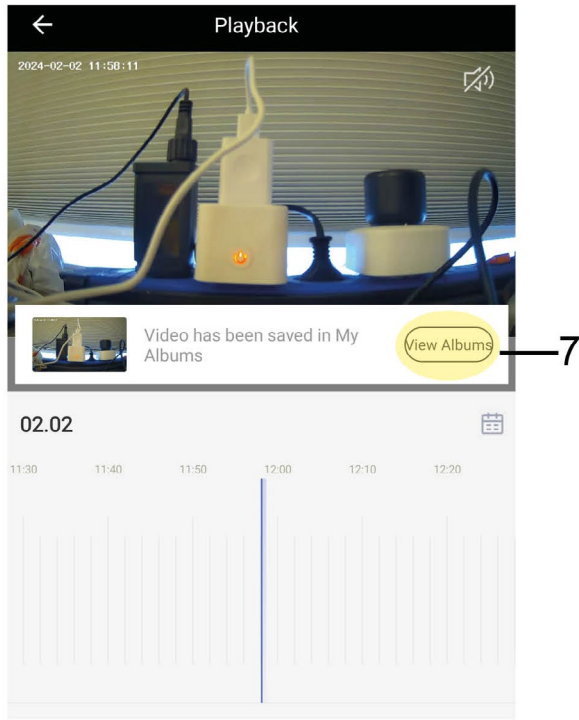 Playback
2024-02-02 11:58:11
Video has been saved in My
Albums
View Albums
7
02.02
11:30 11:40 11:50 12:00 12:10 12:20